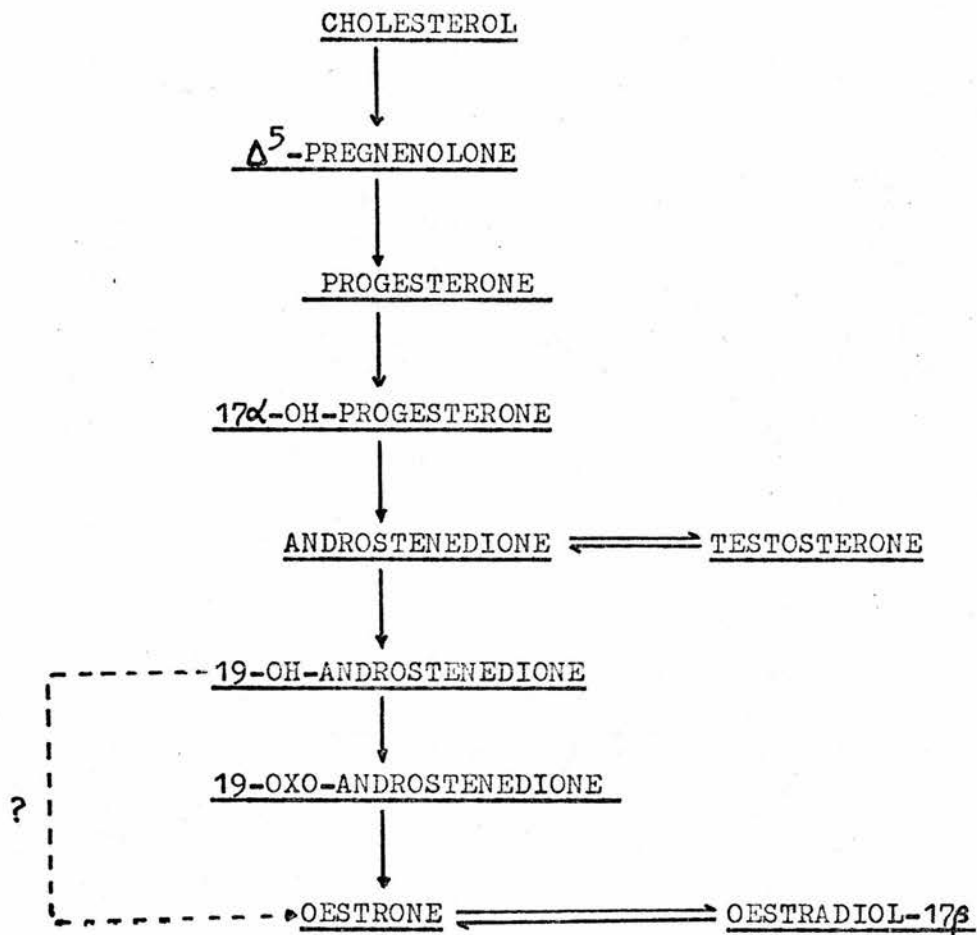 CHOLESTEROL
Δ⁵-PREGNENOLONE
PROGESTERONE
17α-OH-PROGESTERONE
ANDROSTENEDIONE TESTOSTERONE
19-OH-ANDROSTENEDIONE
19-OXO-ANDROSTENEDIONE
?
OESTRONE OESTRADIOL-17β